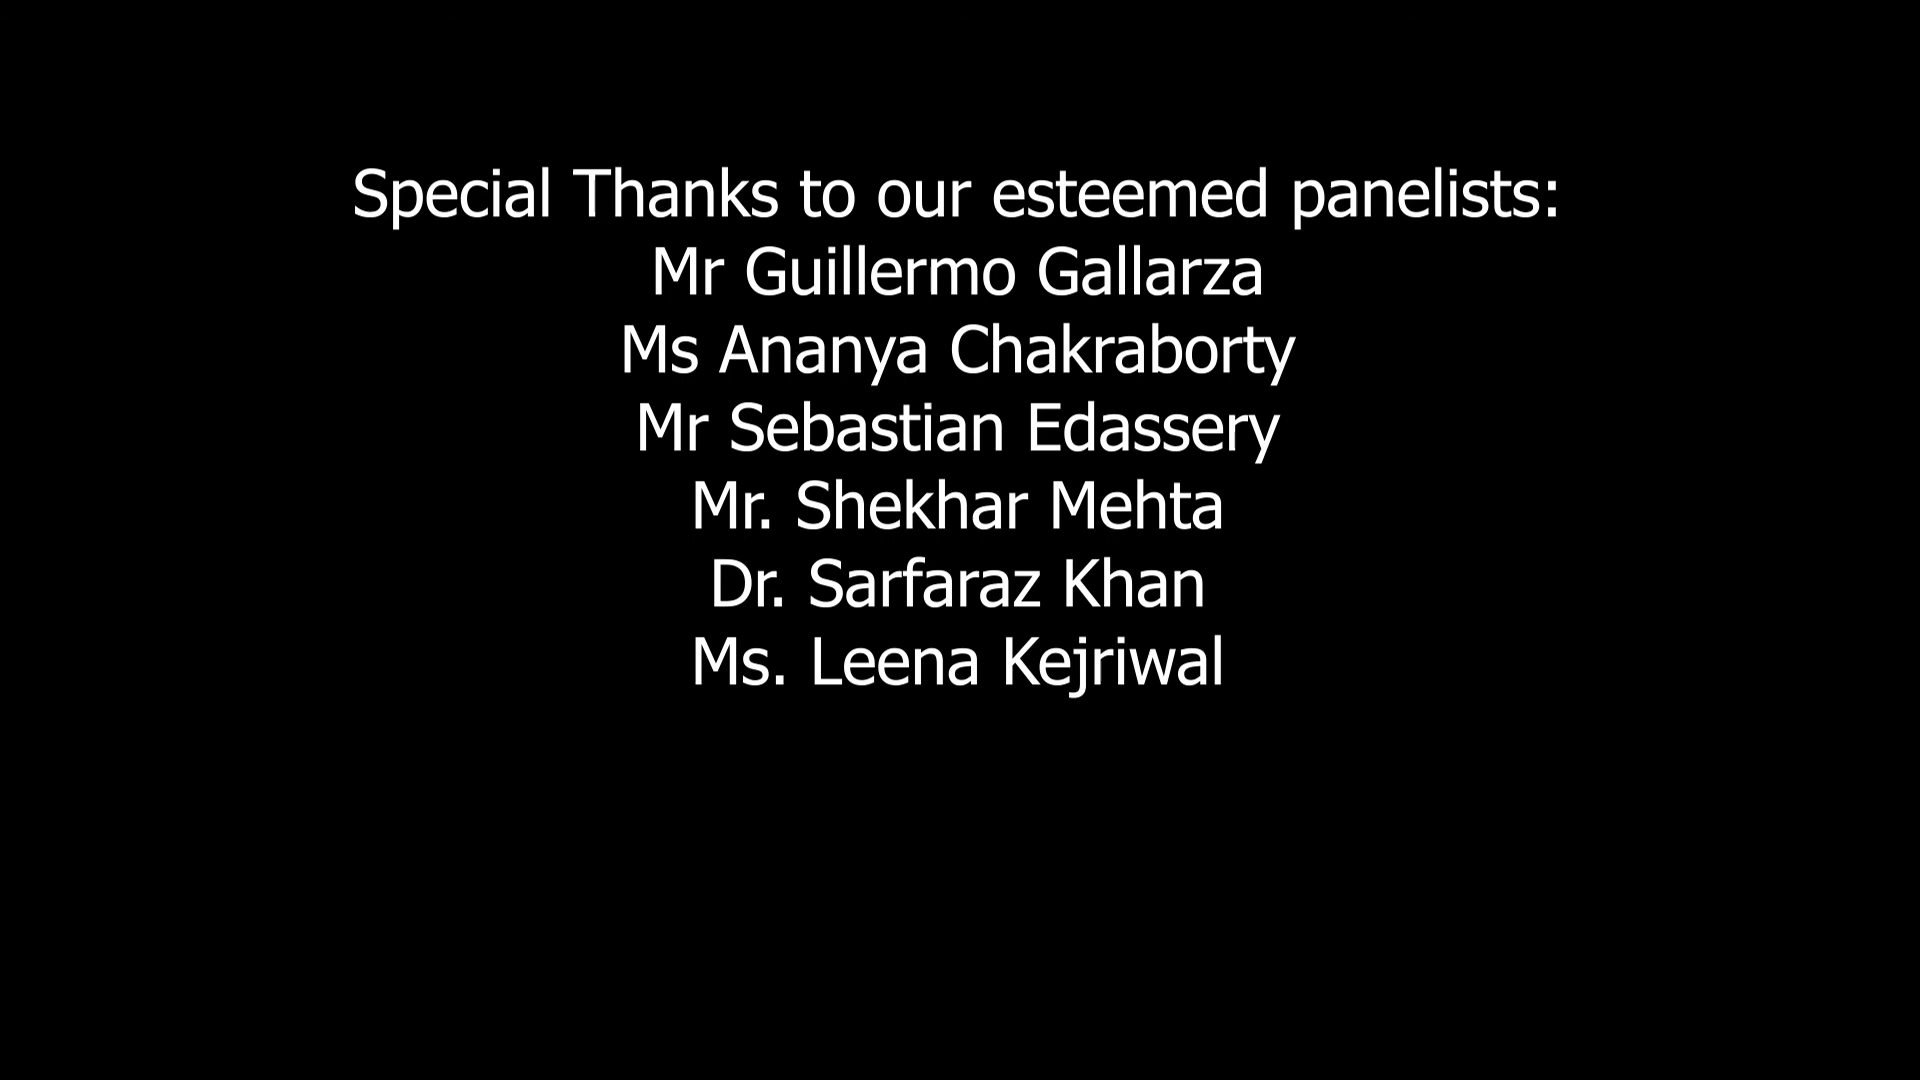 Special Thanks to our esteemed panelists:
Mr Guillermo Gallarza
Ms Ananya Chakraborty
Mr Sebastian Edassery
Mr. Shekhar Mehta
Dr. Sarfaraz Khan
Ms. Leena Kejriwal